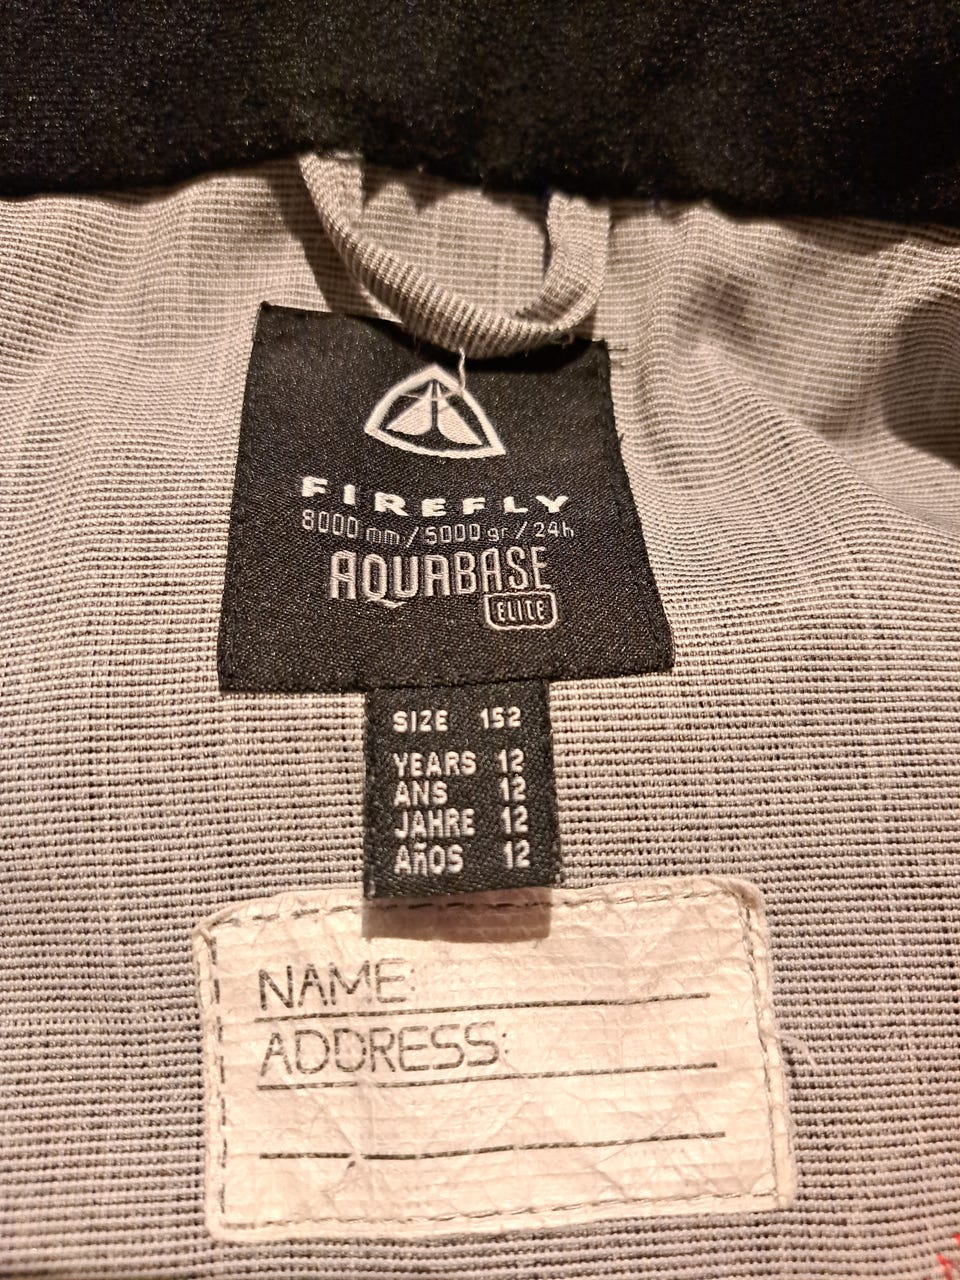 FIREFLY
8000 mm / 5000 gr / 24h
AQUABASE
ELITE
SIZE 152
YEARS 12
ANS 12
JAHRE 12
AñOS 12
NAME:
ADDRESS: